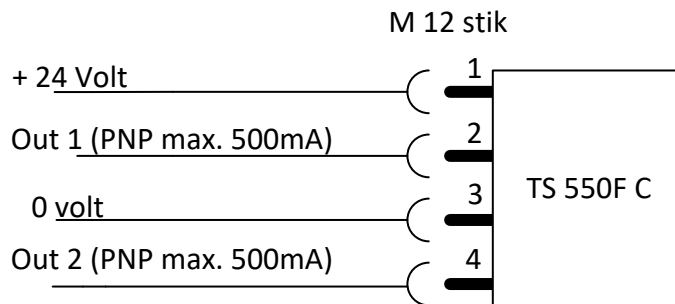 M 12 stik
+ 24 Volt
1
Out 1 (PNP max. 500mA)
2
0 volt
3
TS 550F C
Out 2 (PNP max. 500mA)
4